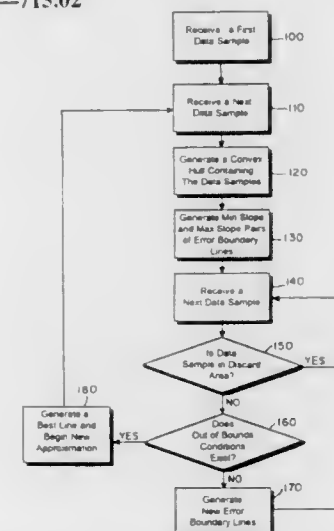 —715.02
Receive a First
Data Sample
100
Receive a Next
Data Sample
110
Generate a Convex
Hull Containing
The Data Samples
120
Generate Min Slope
and Max Slope Pairs
of Error Boundary
Lines
130
Receive a
Next Data Sample
140
Is Data
Sample in Discard
Area?
150
YES
NO
Does
Out of Bounds
Conditions
Exist?
160
YES
NO
Generate a
Best Line and
Begin New
Approximation
180
Generate
New Error
Boundary Lines
170